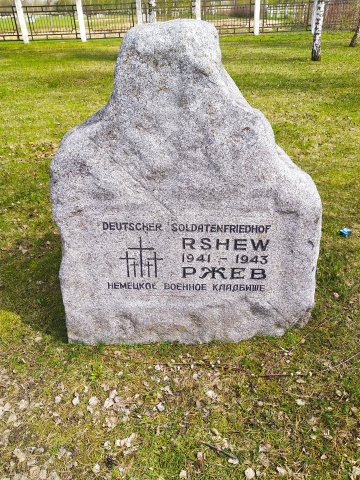 DEUTSCHER SOLDATENFRIEDHOF
RSHEW
1941 - 1943
РЖЕВ
НЕМЕЦКОЕ ВОЕННОЕ КЛАДБИЩЕ